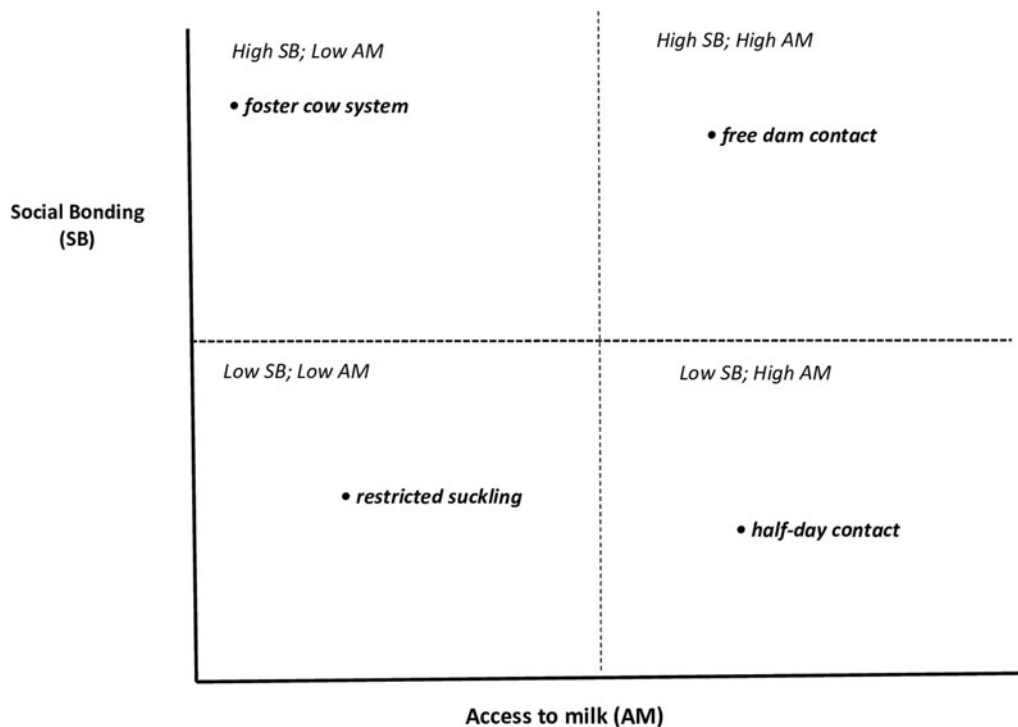 High SB; Low AM
High SB; High AM
• foster cow system
• free dam contact
Social Bonding
(SB)
Low SB; Low AM
Low SB; High AM
• restricted suckling
• half-day contact
Access to milk (AM)